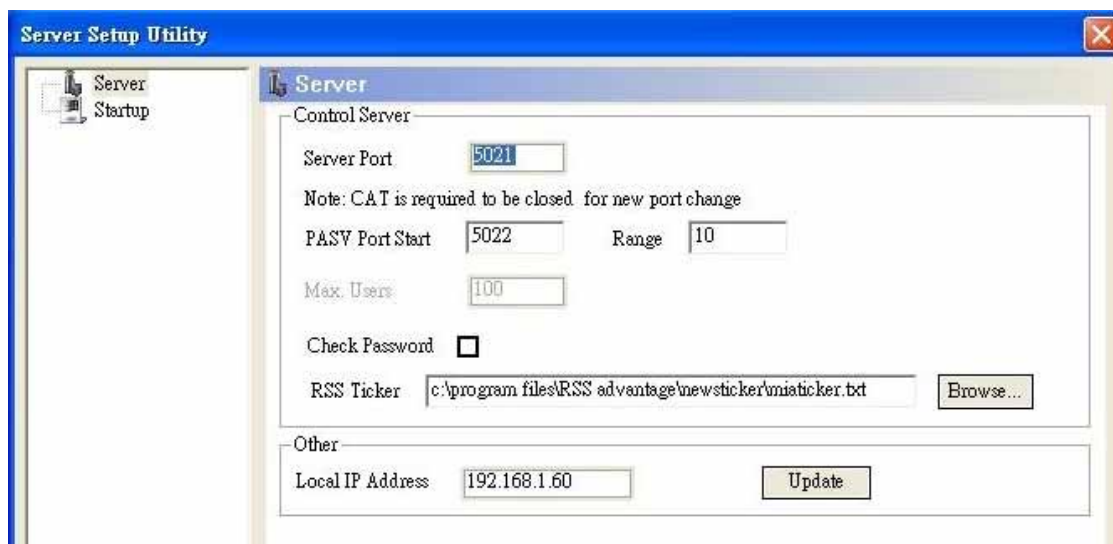 Server Setup Utility
Server
Startup
Server
Control Server
Server Port 5021
Note: CAT is required to be closed for new port change
PASV Port Start 5022 Range 10
Max. Users 100
Check Password
RSS Ticker c:\program files\RSS advantage\newsticker\miaticker.txt Browse...
Other
Local IP Address 192.168.1.60 Update